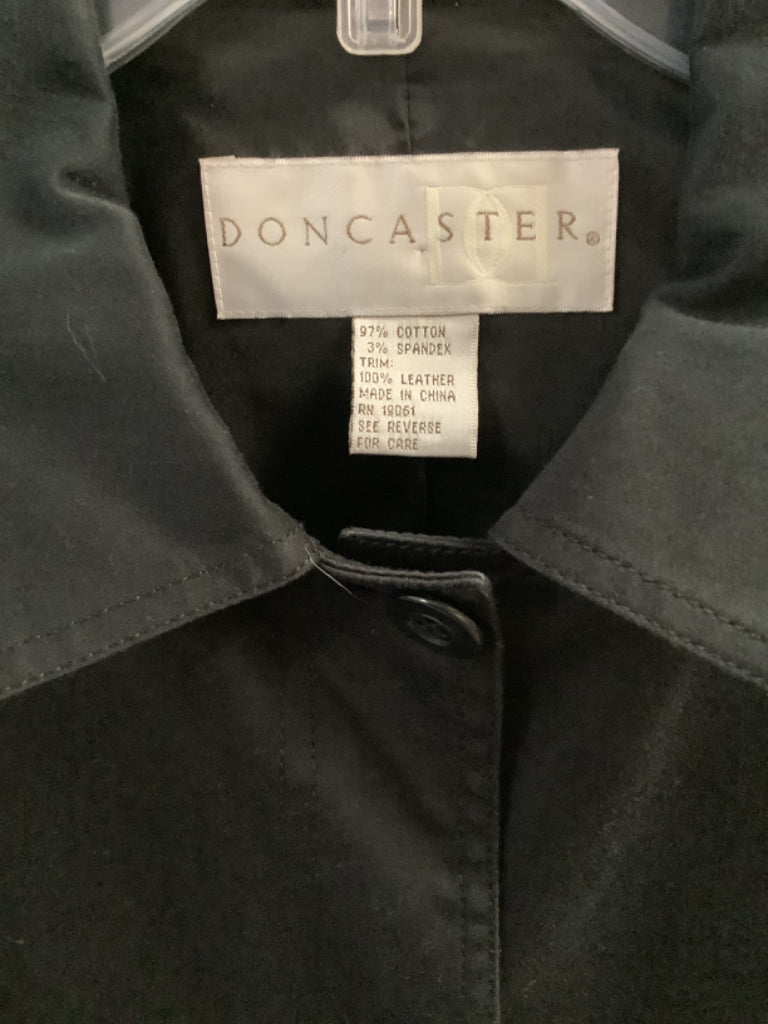 DONCASTER®
97% COTTON
3% SPANDEX
TRIM:
100% LEATHER
MADE IN CHINA
RN 19061
SEE REVERSE
FOR CARE